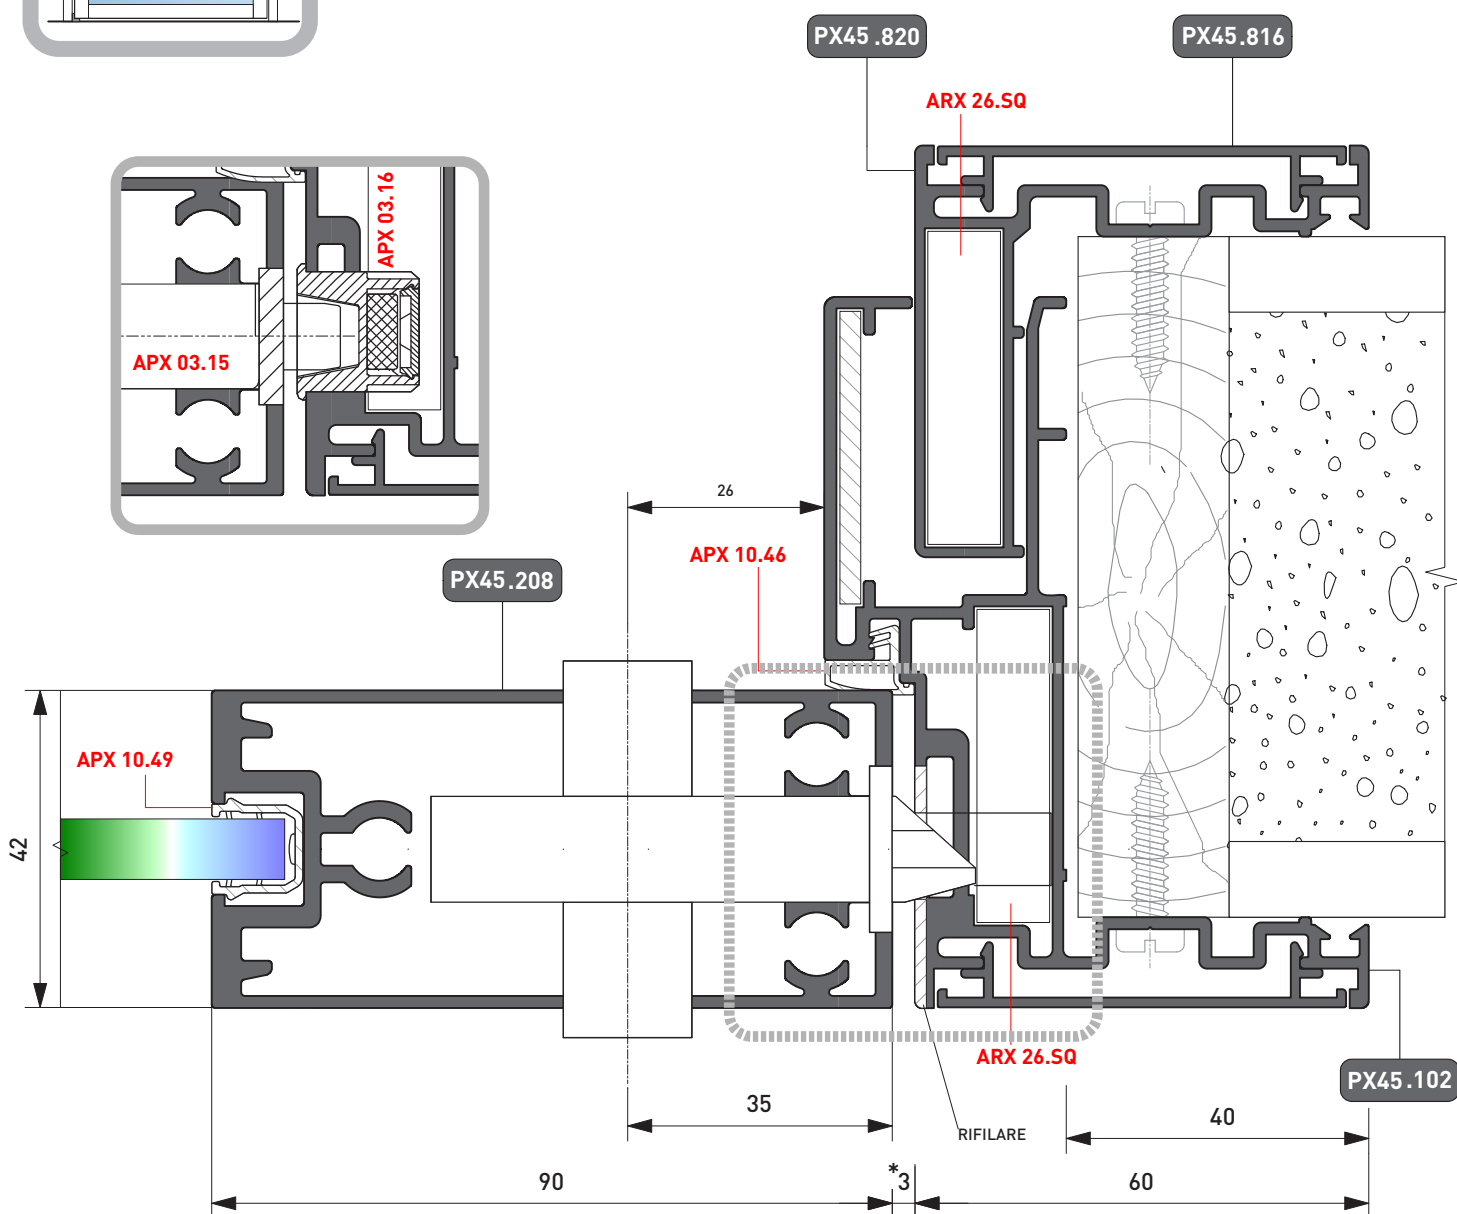 PX45.820
PX45.816
ARX 26.SQ
APX 03.16
APX 03.15
26
APX 10.46
PX45.208
APX 10.49
42
ARX 26.SQ
PX45.102
35
40
RIFILARE
90
*3
60